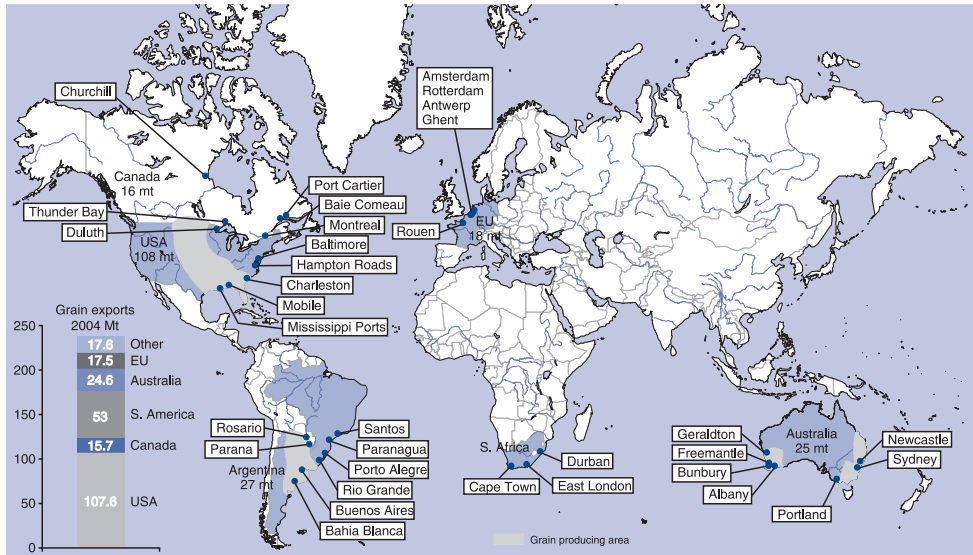 Churchill
Amsterdam
Rotterdam
Antwerp
Ghent
Canada
16 mt
Port Cartier
Baie Comeau
Thunder Bay
Montreal
Duluth
Rouen
EU
18 mt
USA
108 mt
Baltimore
Hampton Roads
Charleston
Mobile
Mississippi Ports
Grain exports
2004 Mt
250
200
150
100
50
0
17.6 Other
17.5 EU
24.6 Australia
53 S. America
15.7 Canada
107.6 USA
Rosario
Santos
Parana
Paranagua
Argentina
27 mt
Porto Alegre
Rio Grande
Buenos Aires
Bahia Blanca
S. Africa
Durban
Cape Town
East London
Geraldton
Freemantle
Bunbury
Albany
Australia
25 mt
Newcastle
Sydney
Portland
Grain producing area